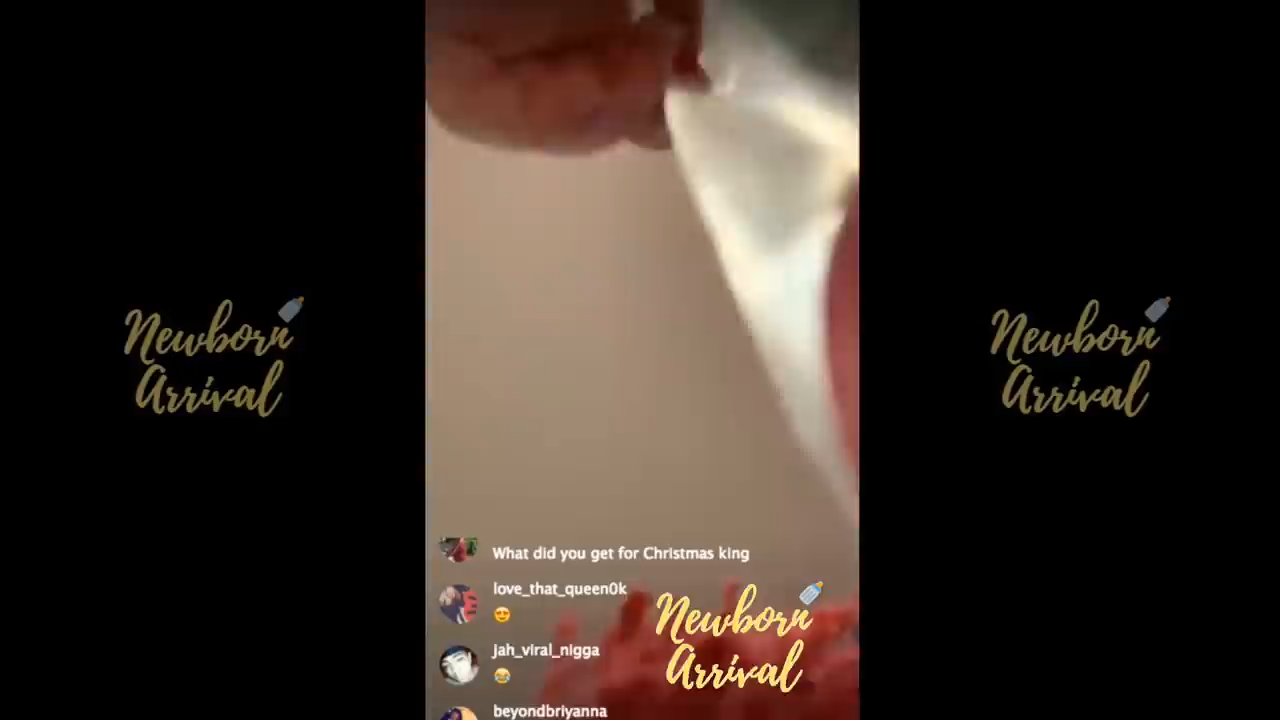 Newborn
Arrival
Newborn
Arrival
What did you get for Christmas king
love_that_queen0k
😍
jah_viral_nigga
😂
beyondbriyanna
Newborn
Arrival